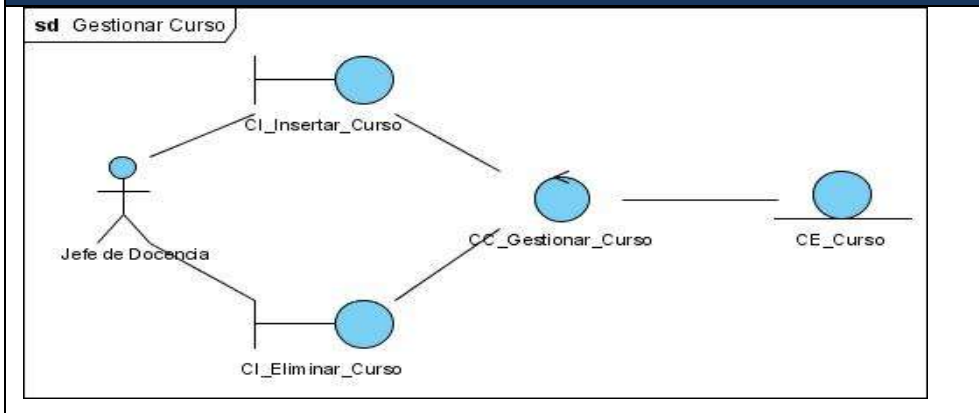 sd Gestionar Curso
CI_Insertar_Curso
Jefe de Docencia
CC_Gestionar_Curso
CE_Curso
CI_Eliminar_Curso